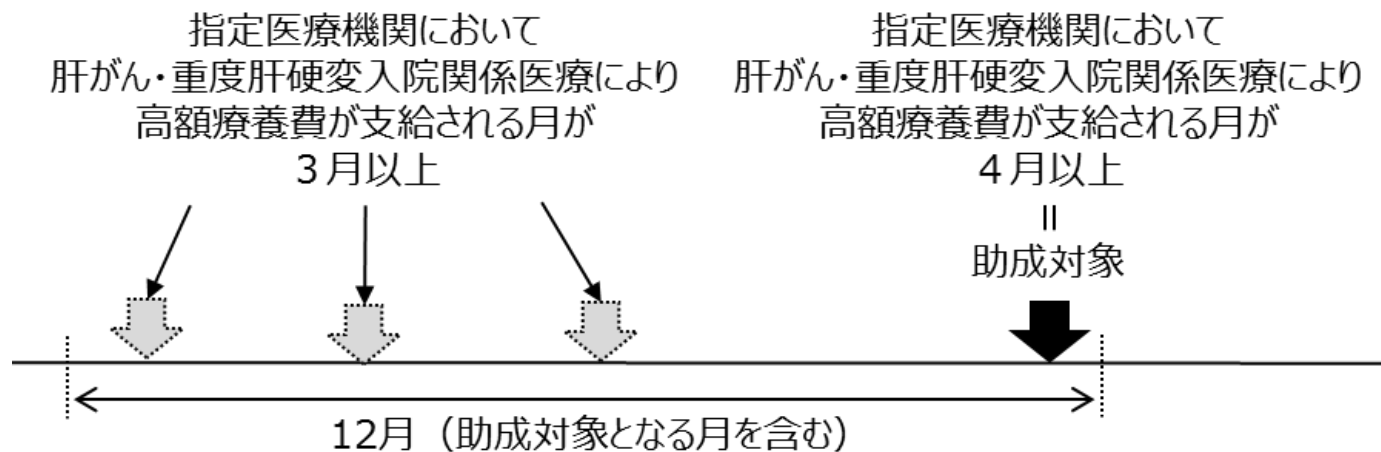 指定医療機関において
肝がん・重度肝硬変入院関係医療により
高額療養費が支給される月が
３月以上
指定医療機関において
肝がん・重度肝硬変入院関係医療により
高額療養費が支給される月が
４月以上
＝
助成対象
12月（助成対象となる月を含む）